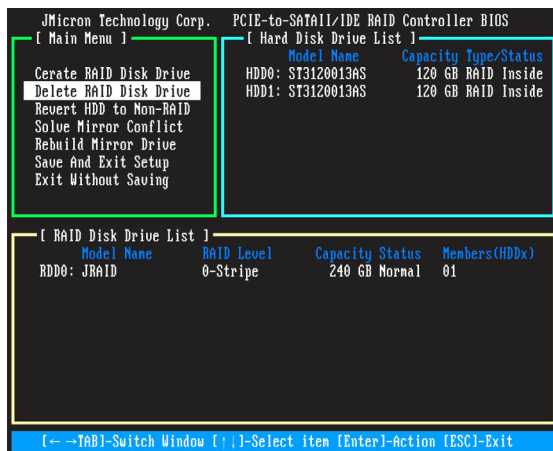 JMicron Technology Corp. PCIE-to-SATAII/IDE RAID Controller BIOS
[ Main Menu ]
Cerate RAID Disk Drive
Delete RAID Disk Drive
Revert HDD to Non-RAID
Solve Mirror Conflict
Rebuild Mirror Drive
Save And Exit Setup
Exit Without Saving
[ Hard Disk Drive List ]
Model Name Capacity Type/Status
HDD0: ST3120013AS 120 GB RAID Inside
HDD1: ST3120013AS 120 GB RAID Inside
[ RAID Disk Drive List ]
Model Name RAID Level Capacity Status Members(HDDx)
RDD0: JRAID 0-Stripe 240 GB Normal 01
[← →TAB]-Switch Window [↑↓]-Select item [Enter]-Action [ESC]-Exit